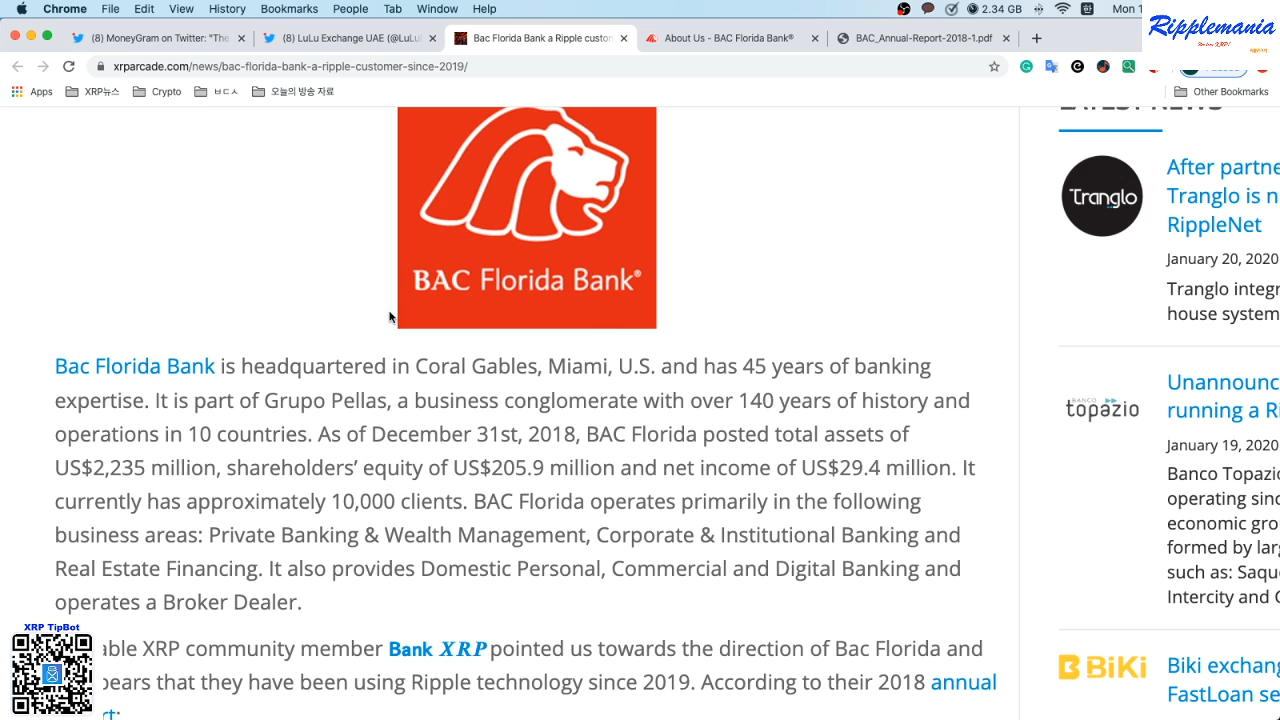 Chrome File Edit View History Bookmarks People Tab Window Help 2.34 GB Mon 1
(8) MoneyGram on Twitter: "The (8) LuLu Exchange UAE (@LuLu Bac Florida Bank a Ripple custom About Us - BAC Florida Bank® BAC_Annual-Report-2018-1.pdf
xrparcade.com/news/bac-florida-bank-a-ripple-customer-since-2019/
Apps XRP뉴스 Crypto ㅂㄷㅅ 오늘의 방송 자료 Other Bookmarks
Ripplemania
BAC Florida Bank®
Bac Florida Bank is headquartered in Coral Gables, Miami, U.S. and has 45 years of banking
expertise. It is part of Grupo Pellas, a business conglomerate with over 140 years of history and
operations in 10 countries. As of December 31st, 2018, BAC Florida posted total assets of
US$2,235 million, shareholders’ equity of US$205.9 million and net income of US$29.4 million. It
currently has approximately 10,000 clients. BAC Florida operates primarily in the following
business areas: Private Banking & Wealth Management, Corporate & Institutional Banking and
Real Estate Financing. It also provides Domestic Personal, Commercial and Digital Banking and
operates a Broker Dealer.
able XRP community member Bank XRP pointed us towards the direction of Bac Florida and
pears that they have been using Ripple technology since 2019. According to their 2018 annual
XRP TipBot
LATEST NEWS
Tranglo
After partne
Tranglo is n
RippleNet
January 20, 2020
Tranglo integr
house system
BANCO
topazio
Unannounc
running a Ri
January 19, 2020
Banco Topazio
operating sinc
economic gro
formed by larg
such as: Saqu
Intercity and C
BiKi
Biki exchang
FastLoan se